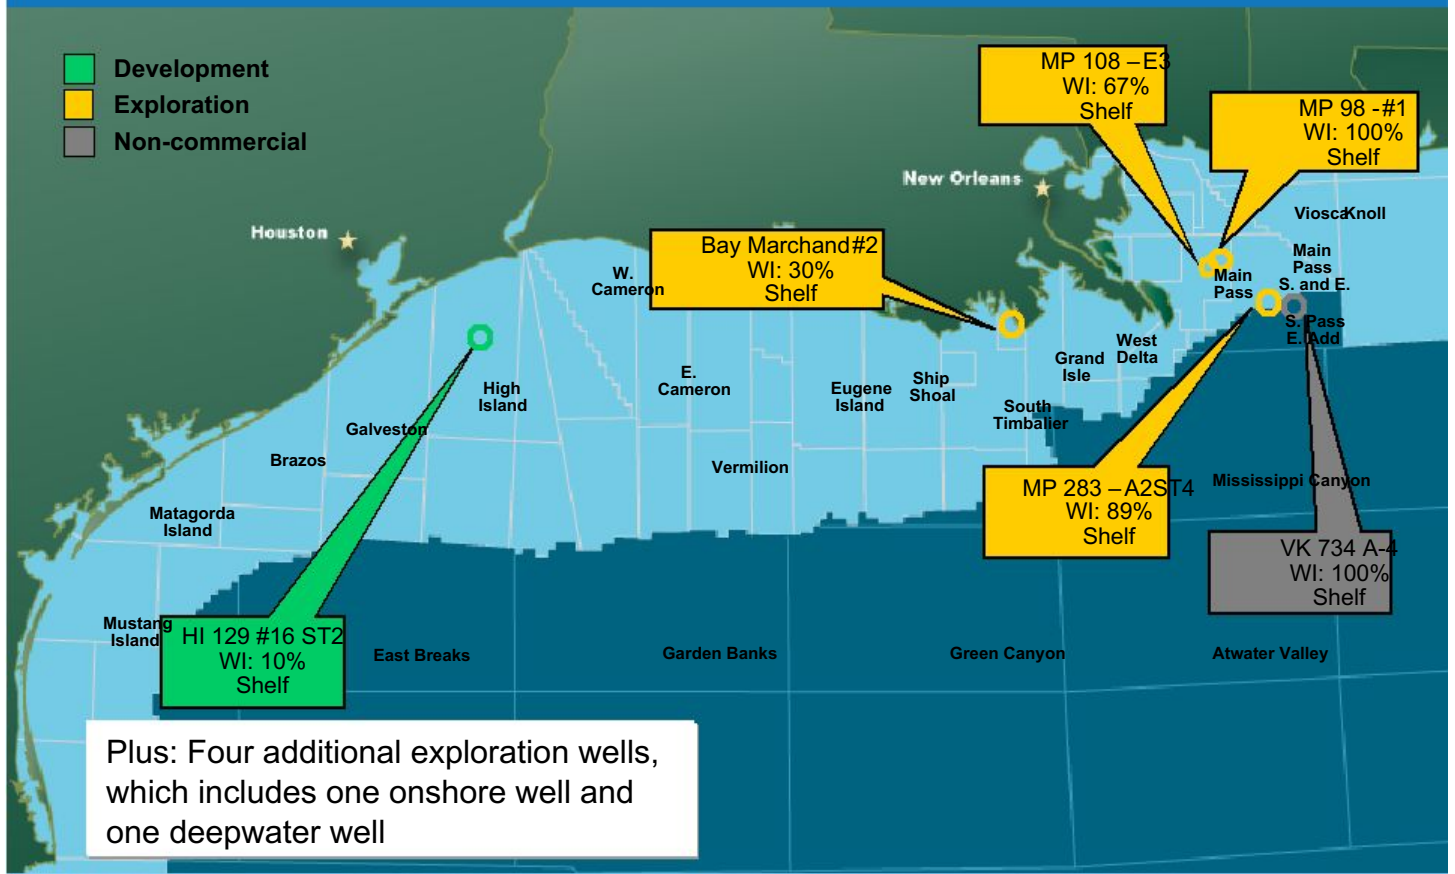 Development
Exploration
Non-commercial
MP 108 – E3
WI: 67%
Shelf
MP 98 - #1
WI: 100%
Shelf
New Orleans
Houston
Viosca Knoll
Bay Marchand #2
WI: 30%
Shelf
W.
Cameron
Main
Pass
S. and E.
Main
Pass
S. Pass
E. Add
West
Delta
Grand
Isle
E.
Cameron
Ship
Shoal
Eugene
Island
High
Island
South
Timbalier
Galveston
Brazos
Vermilion
Mississippi Canyon
MP 283 – A2ST4
WI: 89%
Shelf
Matagorda
Island
VK 734 A-4
WI: 100%
Shelf
Mustang
Island
HI 129 #16 ST2
WI: 10%
Shelf
East Breaks
Garden Banks
Green Canyon
Atwater Valley
Plus: Four additional exploration wells,
which includes one onshore well and
one deepwater well